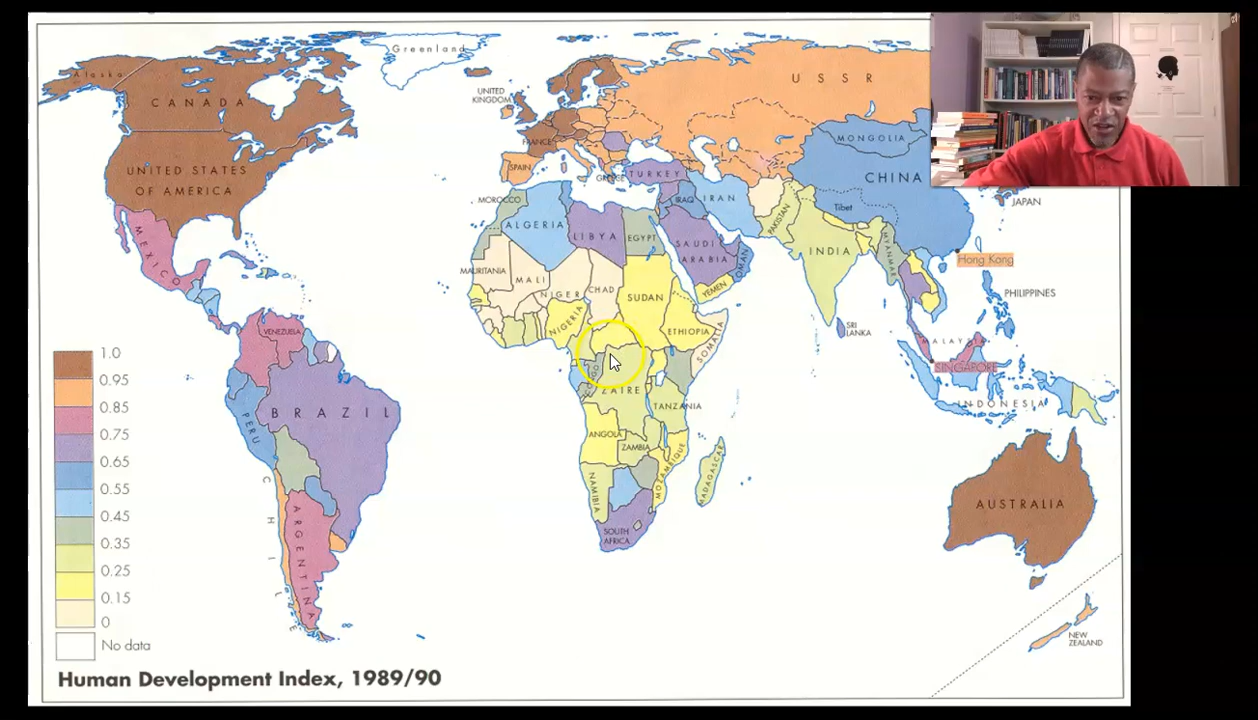 Greenland
Alaska
CANADA
UNITED STATES
OF AMERICA
MEXICO
VENEZUELA
BRAZIL
PERU
CHILE
ARGENTINA
UNITED
KINGDOM
FRANCE
SPAIN
GREECE
TURKEY
USSR
MONGOLIA
CHINA
Tibet
JAPAN
Hong Kong
PHILIPPINES
MOROCCO
ALGERIA
LIBYA
EGYPT
IRAQ
IRAN
SAUDI
ARABIA
OMAN
YEMEN
PAKISTAN
INDIA
MYANMAR
SRI
LANKA
MALAYSIA
SINGAPORE
INDONESIA
MAURITANIA
MALI
NIGER
CHAD
SUDAN
NIGERIA
ETHIOPIA
SOMALIA
CONGO
ZAIRE
TANZANIA
ANGOLA
ZAMBIA
MOZAMBIQUE
MADAGASCAR
NAMIBIA
SOUTH
AFRICA
AUSTRALIA
NEW
ZEALAND
1.0
0.95
0.85
0.75
0.65
0.55
0.45
0.35
0.25
0.15
0
No data
Human Development Index, 1989/90